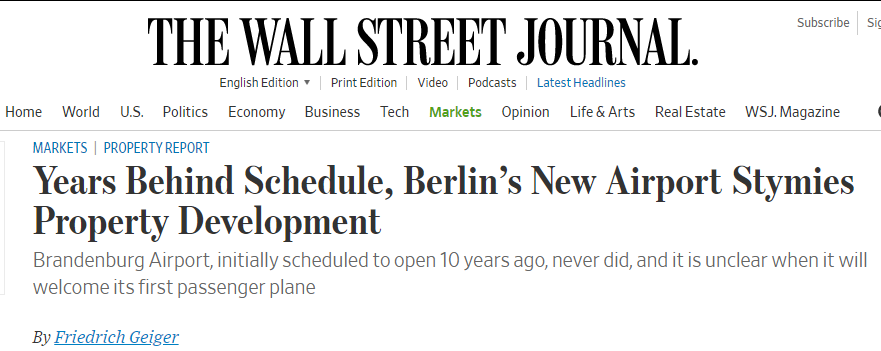 THE WALL STREET JOURNAL.
Subscribe
English Edition ▼ Print Edition Video Podcasts Latest Headlines
Home World U.S. Politics Economy Business Tech Markets Opinion Life & Arts Real Estate WSJ. Magazine
MARKETS | PROPERTY REPORT
Years Behind Schedule, Berlin's New Airport Stymies
Property Development
Brandenburg Airport, initially scheduled to open 10 years ago, never did, and it is unclear when it will
welcome its first passenger plane
By Friedrich Geiger